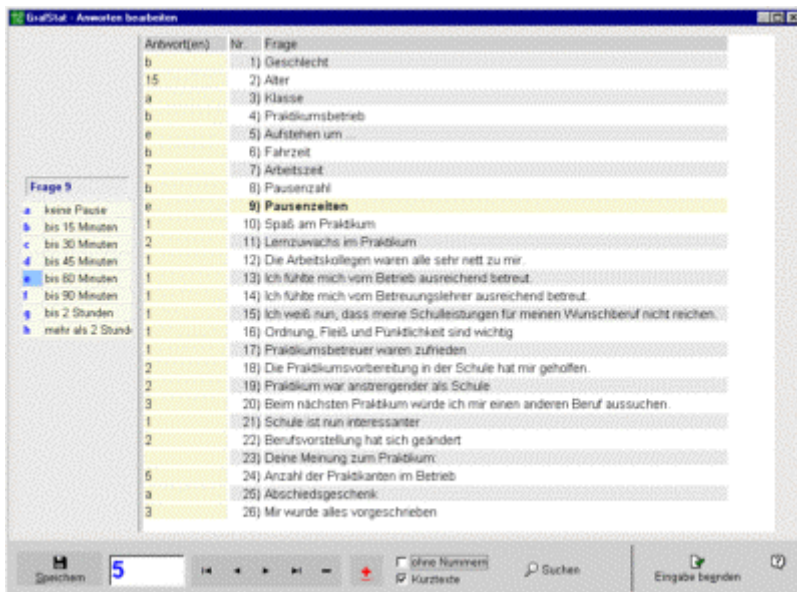 GrafStat - Anworten bearbeiten
Antwort(en) Nr. Frage
b 1) Geschlecht
15 2) Alter
a 3) Klasse
b 4) Praktikumsbetrieb
e 5) Aufstehen um ...
b 6) Fahrzeit
7 7) Arbeitszeit
b 8) Pausenzahl
e 9) Pausenzeiten
1 10) Spaß am Praktikum
2 11) Lernzuwachs im Praktikum
1 12) Die Arbeitskollegen waren alle sehr nett zu mir.
1 13) Ich fühlte mich vom Betrieb ausreichend betreut.
1 14) Ich fühlte mich vom Betreuungslehrer ausreichend betreut.
1 15) Ich weiß nun, dass meine Schulleistungen für meinen Wunschberuf nicht reichen.
1 16) Ordnung, Fleiß und Pünktlichkeit sind wichtig
1 17) Praktikumsbetreuer waren zufrieden
2 18) Die Praktikumsvorbereitung in der Schule hat mir geholfen.
2 19) Praktikum war anstrengender als Schule
3 20) Beim nächsten Praktikum würde ich mir einen anderen Beruf aussuchen.
1 21) Schule ist nun interessanter
2 22) Berufsvorstellung hat sich geändert
23) Deine Meinung zum Praktikum:
5 24) Anzahl der Praktikanten im Betrieb
a 25) Abschiedsgeschenk
3 26) Mir wurde alles vorgeschrieben
Frage 9
a keine Pause
b bis 15 Minuten
c bis 30 Minuten
d bis 45 Minuten
e bis 60 Minuten
f bis 90 Minuten
g bis 2 Stunden
h mehr als 2 Stund
Speichern
5
ohne Nummern
Kurztexte
Suchen
Eingabe beenden